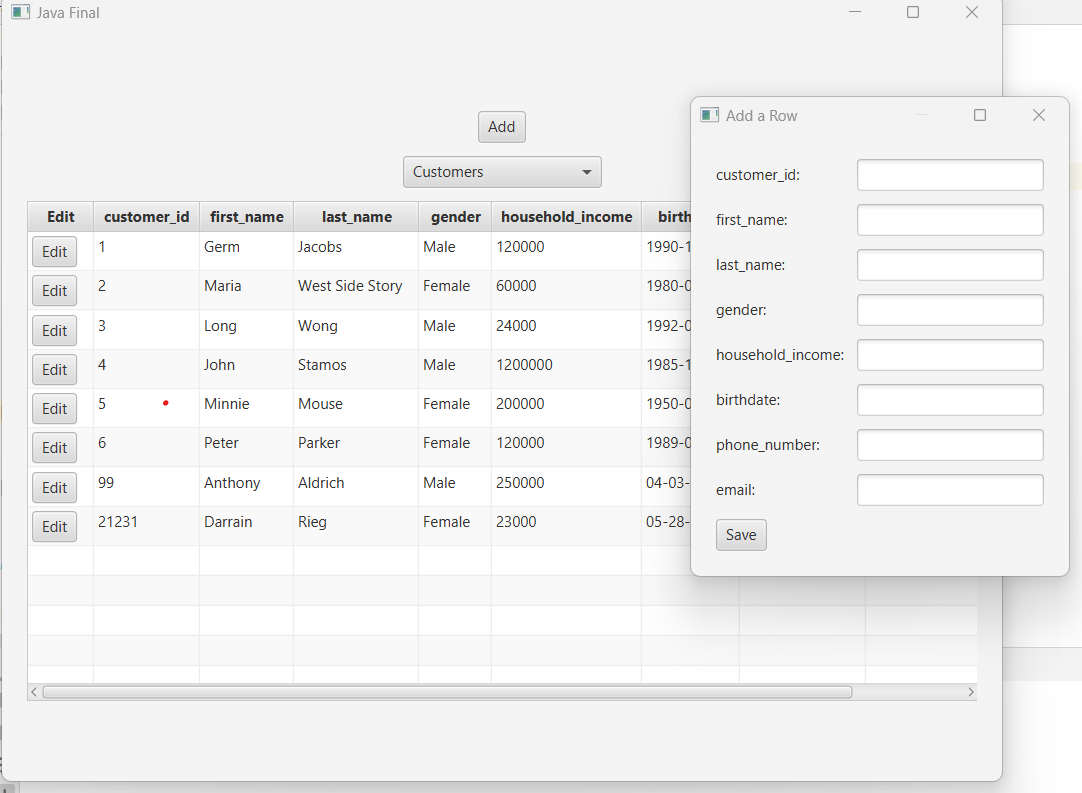 Java Final
Add
Customers
Edit customer_id first_name last_name gender household_income birth
Edit 1 Germ Jacobs Male 120000 1990-1
Edit 2 Maria West Side Story Female 60000 1980-0
Edit 3 Long Wong Male 24000 1992-0
Edit 4 John Stamos Male 1200000 1985-1
Edit 5 Minnie Mouse Female 200000 1950-0
Edit 6 Peter Parker Female 120000 1989-0
Edit 99 Anthony Aldrich Male 250000 04-03-
Edit 21231 Darrain Rieg Female 23000 05-28-
Add a Row
customer_id:
first_name:
last_name:
gender:
household_income:
birthdate:
phone_number:
email:
Save